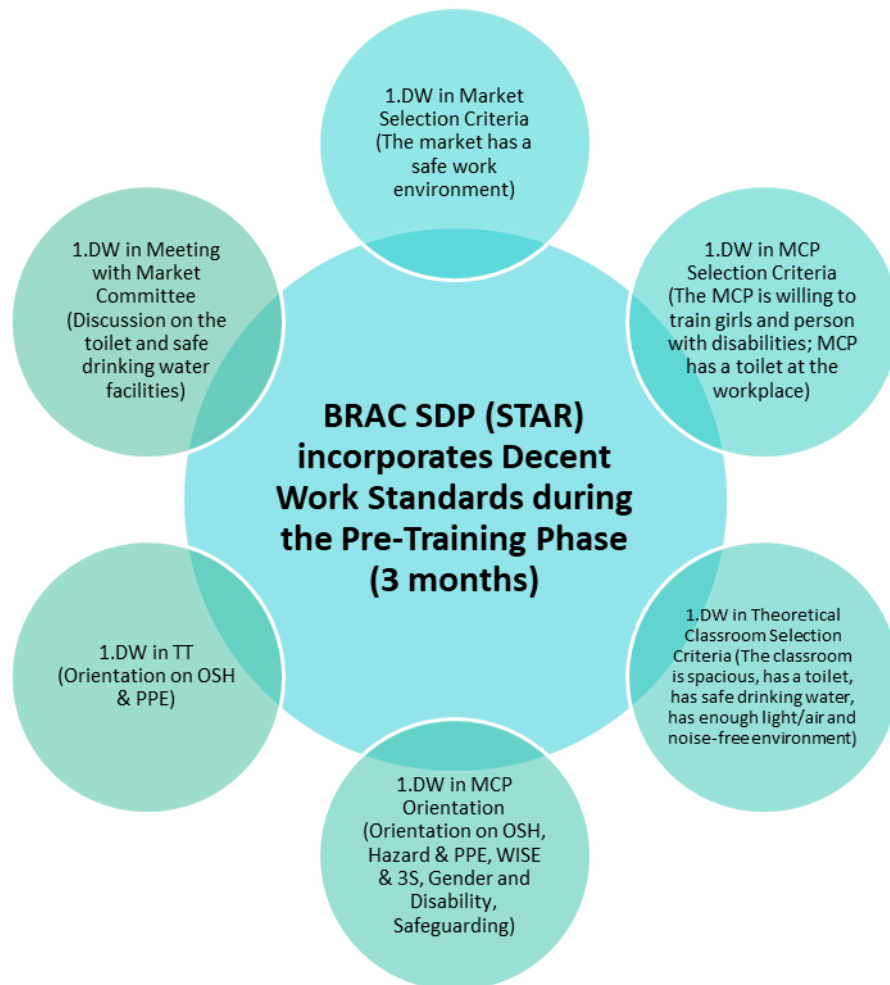 1.DW in Market
Selection Criteria
(The market has a
safe work
environment)
1.DW in MCP
Selection Criteria
(The MCP is willing to
train girls and person
with disabilities; MCP
has a toilet at the
workplace)
1.DW in Theoretical
Classroom Selection
Criteria (The classroom
is spacious, has a toilet,
has safe drinking water,
has enough light/air and
noise-free environment)
1.DW in MCP
Orientation
(Orientation on OSH,
Hazard & PPE, WISE
& 3S, Gender and
Disability,
Safeguarding)
1.DW in TT
(Orientation on OSH
& PPE)
1.DW in Meeting
with Market
Committee
(Discussion on the
toilet and safe
drinking water
facilities)
BRAC SDP (STAR)
incorporates Decent
Work Standards during
the Pre-Training Phase
(3 months)